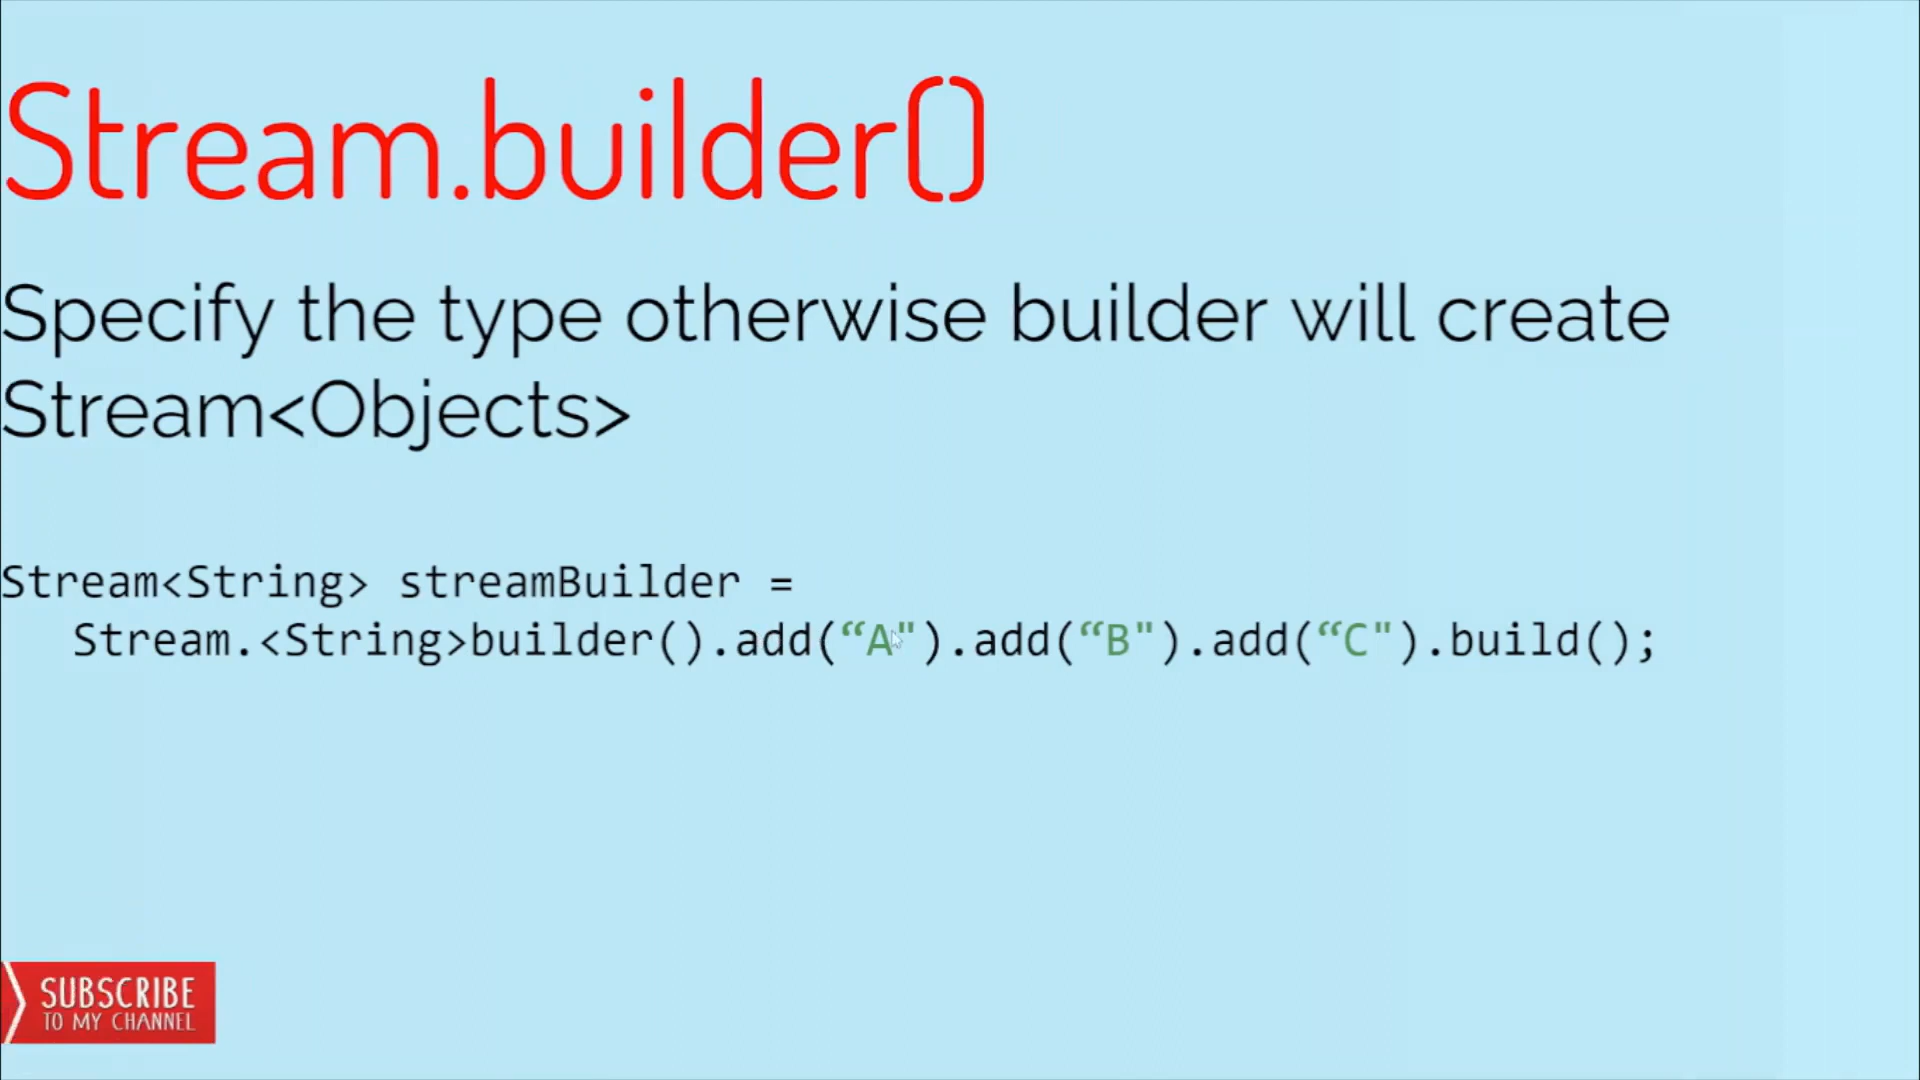 Stream.builder()
Specify the type otherwise builder will create
Stream<Objects>
Stream<String> streamBuilder =
Stream.<String>builder().add(“A").add(“B").add(“C").build();
SUBSCRIBE
TO MY CHANNEL